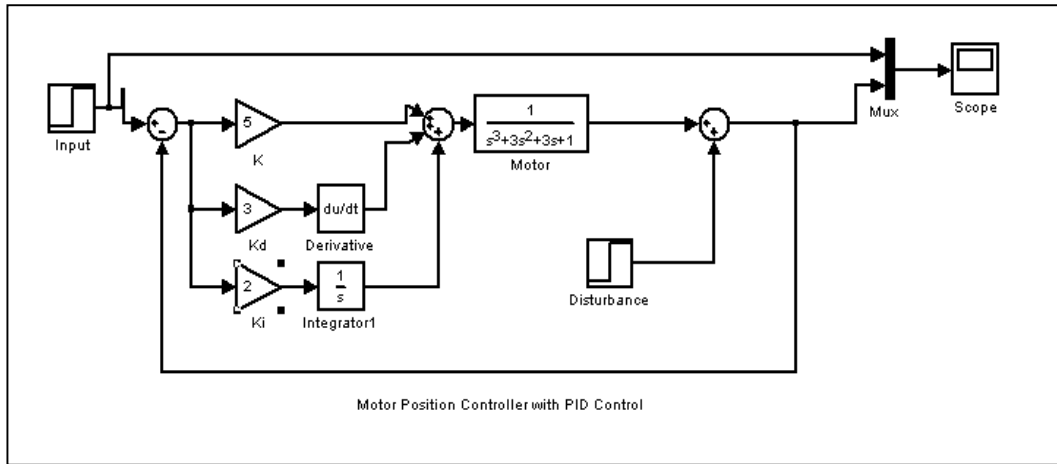 Input
5
K
3
Kd
du/dt
Derivative
2
Ki
1
s
Integrator1
1
s³+3s²+3s+1
Motor
Disturbance
Mux
Scope
Motor Position Controller with PID Control